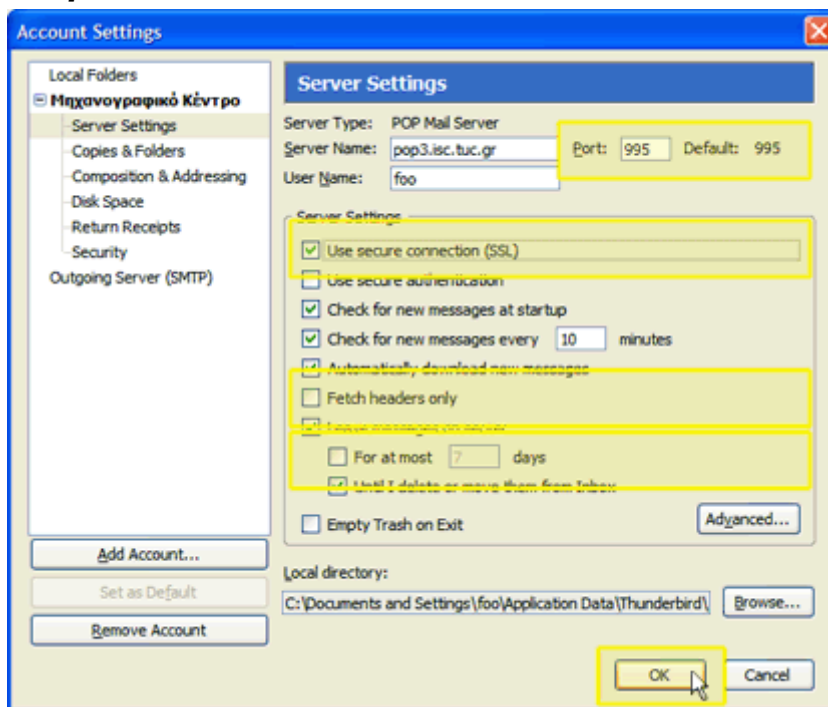 Account Settings
Local Folders
Μηχανογραφικό Κέντρο
Server Settings
Copies & Folders
Composition & Addressing
Disk Space
Return Receipts
Security
Outgoing Server (SMTP)
Add Account...
Set as Default
Remove Account
Server Settings
Server Type: POP Mail Server
Server Name: pop3.isc.tuc.gr Port: 995 Default: 995
User Name: foo
Server Settings
Use secure connection (SSL)
Use secure authentication
Check for new messages at startup
Check for new messages every 10 minutes
Automatically download new messages
Fetch headers only
Leave messages on server
For at most 7 days
Until I delete or move them from Inbox
Empty Trash on Exit
Advanced...
Local directory:
C:\Documents and Settings\foo\Application Data\Thunderbird\ Browse...
OK Cancel